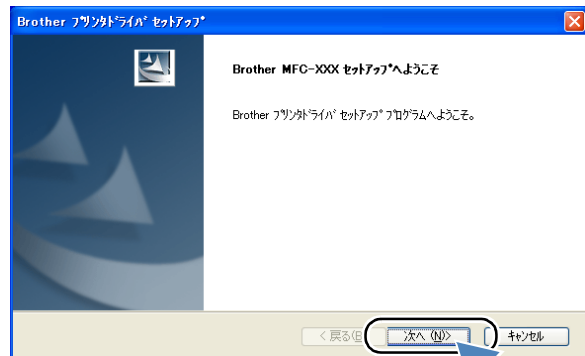 Brother ﾌﾟﾘﾝﾀﾄﾞﾗｲﾊﾞ ｾｯﾄｱｯﾌﾟ
Brother MFC-XXX ｾｯﾄｱｯﾌﾟへようこそ
Brother ﾌﾟﾘﾝﾀﾄﾞﾗｲﾊﾞ ｾｯﾄｱｯﾌﾟ ﾌﾟﾛｸﾞﾗﾑへようこそ。
< 戻る(B 次へ (N)> ｷｬﾝｾﾙ